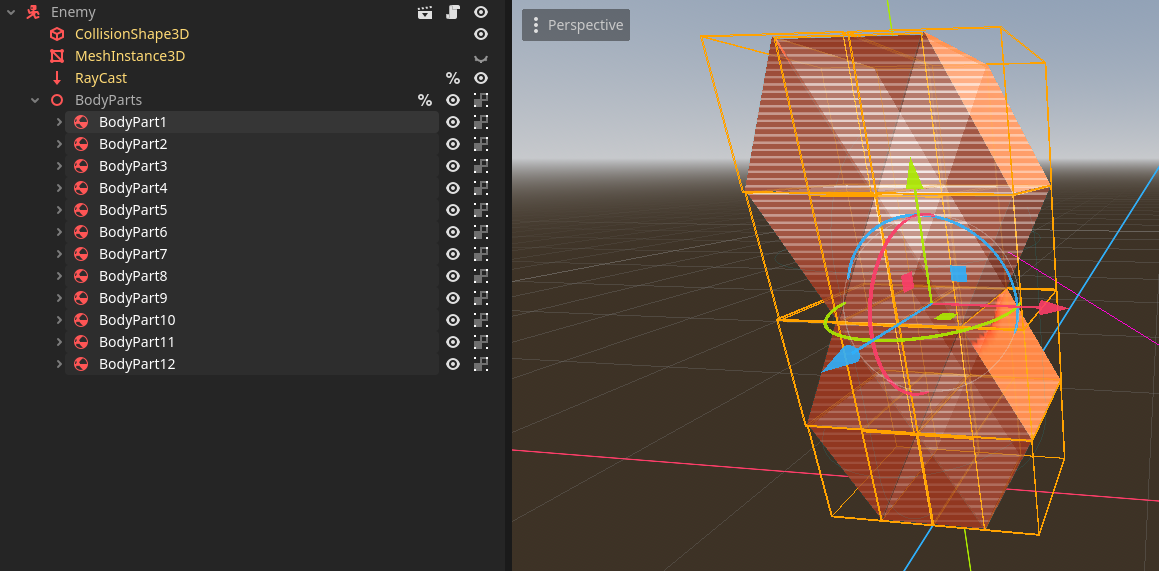 Enemy
CollisionShape3D
MeshInstance3D
RayCast
%
BodyParts
%
BodyPart1
BodyPart2
BodyPart3
BodyPart4
BodyPart5
BodyPart6
BodyPart7
BodyPart8
BodyPart9
BodyPart10
BodyPart11
BodyPart12
Perspective